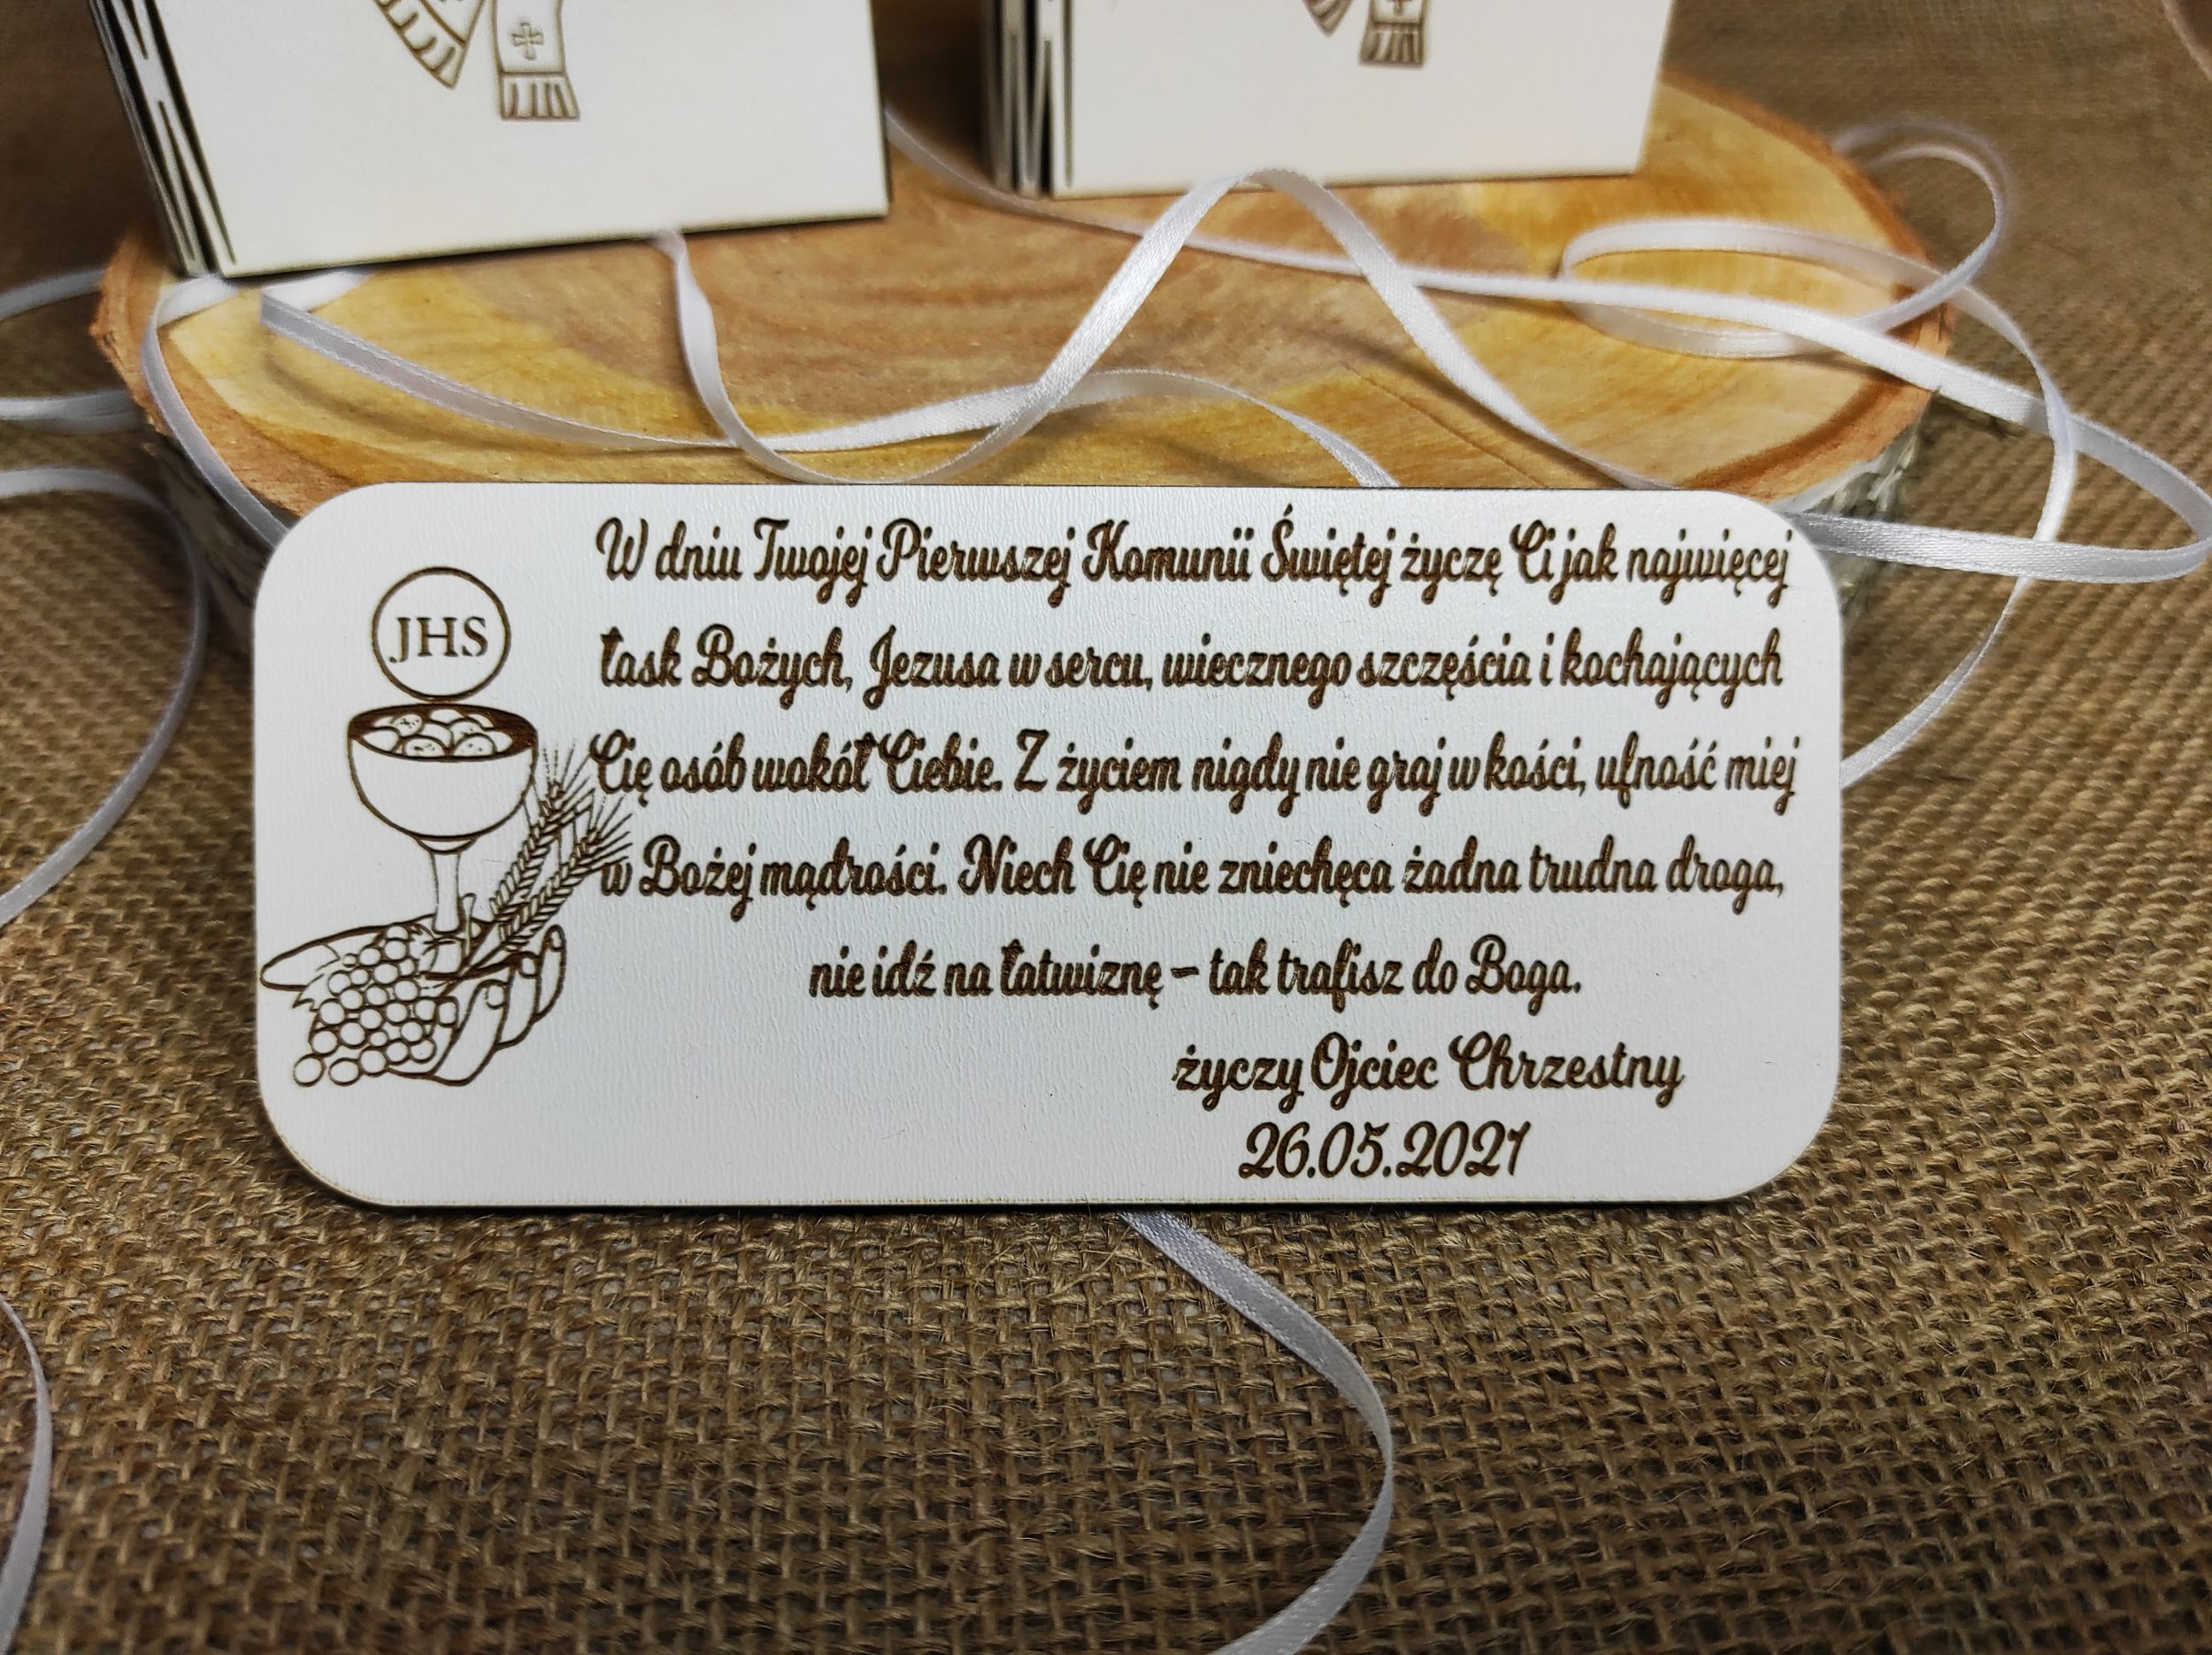 JHS
W dniu Twojej Pierwszej Komunii Świętej życzę Ci jak najwięcej
łask Bożych, Jezusa w sercu, wiecznego szczęścia i kochających
Cię osób wokół Ciebie. Z życiem nigdy nie graj w kości, ufność miej
w Bożej mądrości. Niech Cię nie zniechęca żadna trudna droga,
nie idź na łatwiznę – tak trafisz do Boga.
życzy Ojciec Chrzestny
26.05.2021